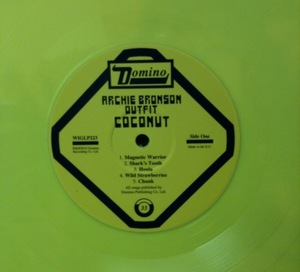 Domino
ARCHIE BRONSON
OUTFIT
COCONUT
WIGLP223
Side One
1. Magnetic Warrior
2. Shark's Tooth
3. Hoola
4. Wild Strawberries
5. Chunk
All songs published by
Domino Publishing Co. Ltd.
33